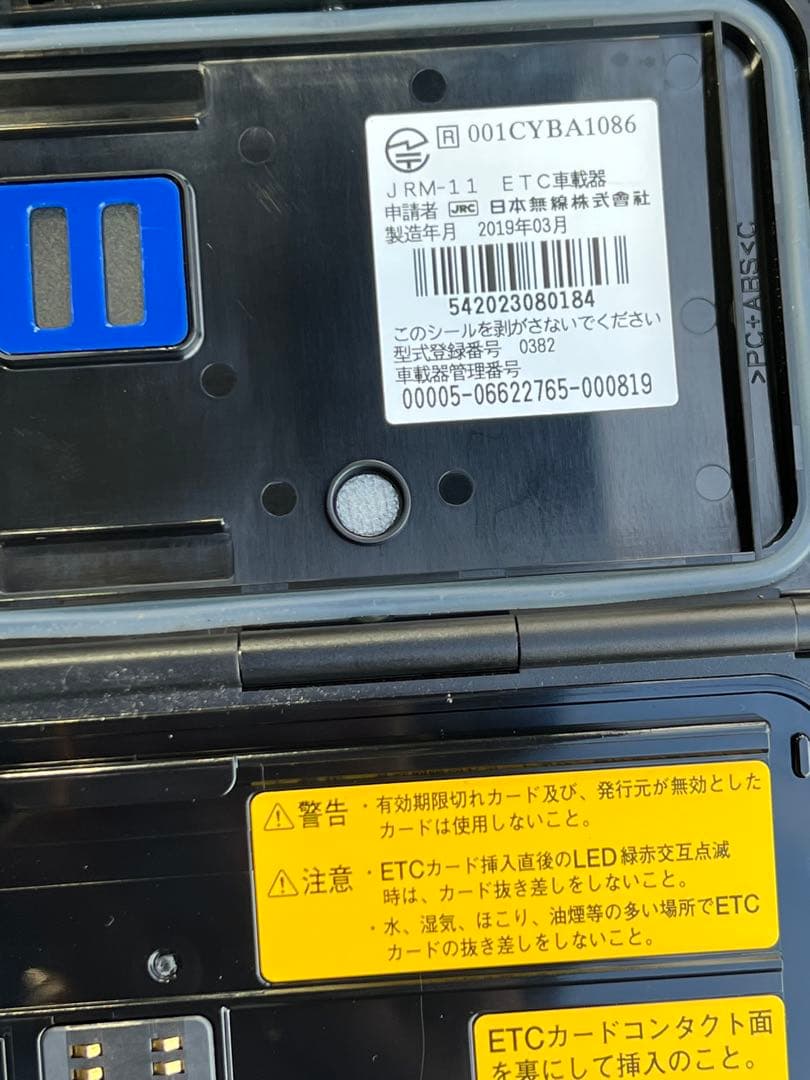 R 001CYBA1086
JRM-11 ETC車載器
申請者 JRC 日本無線株式會社
製造年月 2019年03月
542023080184
このシールを剥がさないでください
型式登録番号 0382
車載器管理番号
00005-06622765-000819
>PC+ABS<C
警告 ・有効期限切れカード及び、発行元が無効とした
カードは使用しないこと。
注意 ・ETCカード挿入直後のLED緑赤交互点滅
時は、カード抜き差しをしないこと。
・水、湿気、ほこり、油煙等の多い場所でETC
カードの抜き差しをしないこと。
ETCカードコンタクト面
を裏にして挿入のこと。